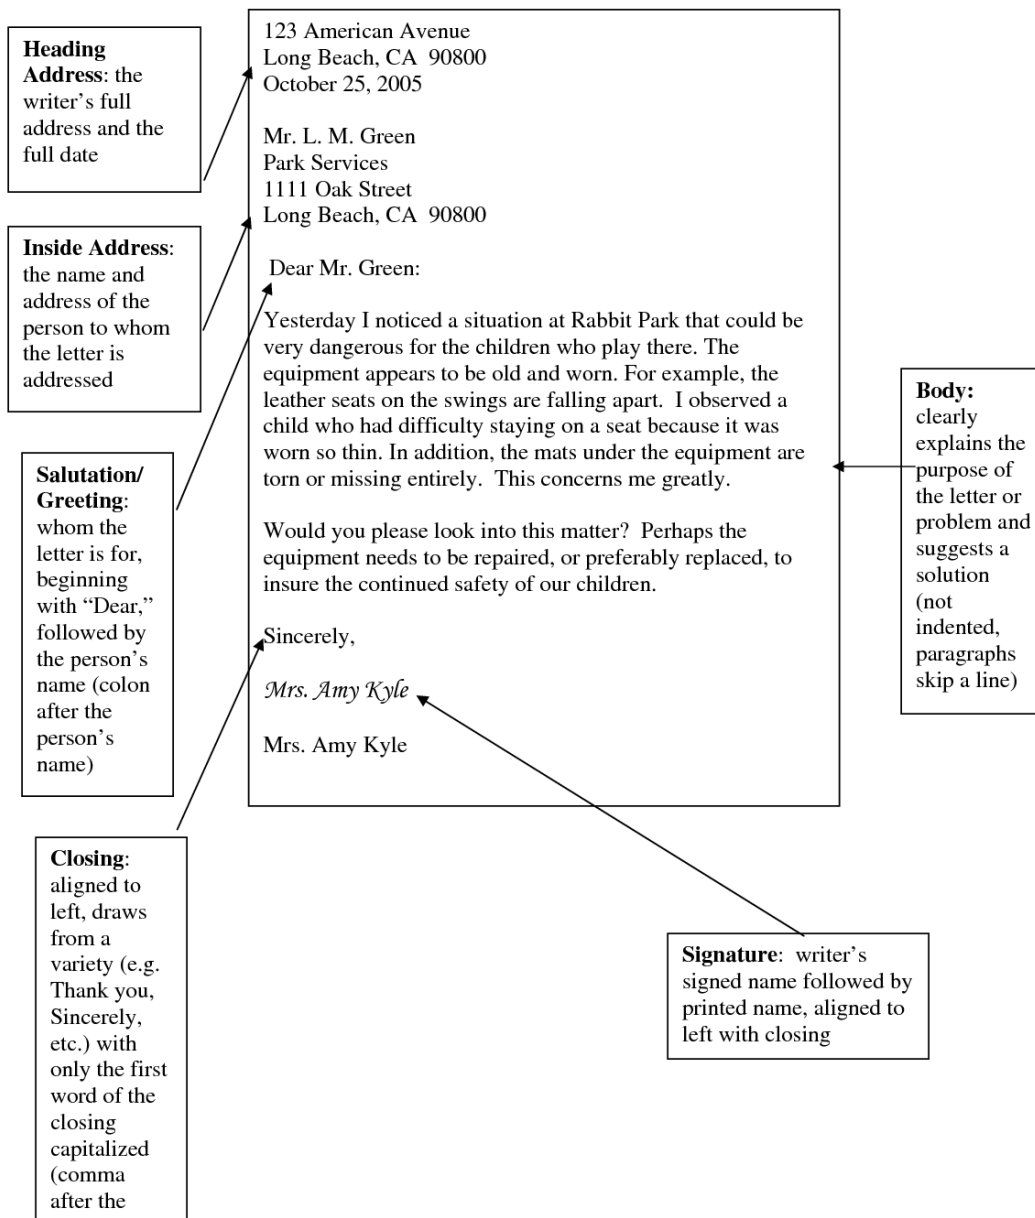 123 American Avenue
Long Beach, CA  90800
October 25, 2005
Mr. L. M. Green
Park Services
1111 Oak Street
Long Beach, CA  90800
Dear Mr. Green:
Yesterday I noticed a situation at Rabbit Park that could be
very dangerous for the children who play there. The
equipment appears to be old and worn. For example, the
leather seats on the swings are falling apart.  I observed a
child who had difficulty staying on a seat because it was
worn so thin. In addition, the mats under the equipment are
torn or missing entirely.  This concerns me greatly.
Would you please look into this matter?  Perhaps the
equipment needs to be repaired, or preferably replaced, to
insure the continued safety of our children.
Sincerely,
Mrs. Amy Kyle
Mrs. Amy Kyle
Heading
Address: the
writer's full
address and the
full date
Inside Address:
the name and
address of the
person to whom
the letter is
addressed
Salutation/
Greeting:
whom the
letter is for,
beginning
with “Dear,”
followed by
the person's
name (colon
after the
person's
name)
Closing:
aligned to
left, draws
from a
variety (e.g.
Thank you,
Sincerely,
etc.) with
only the first
word of the
closing
capitalized
(comma
after the
Body:
clearly
explains the
purpose of
the letter or
problem and
suggests a
solution
(not
indented,
paragraphs
skip a line)
Signature:  writer's
signed name followed by
printed name, aligned to
left with closing